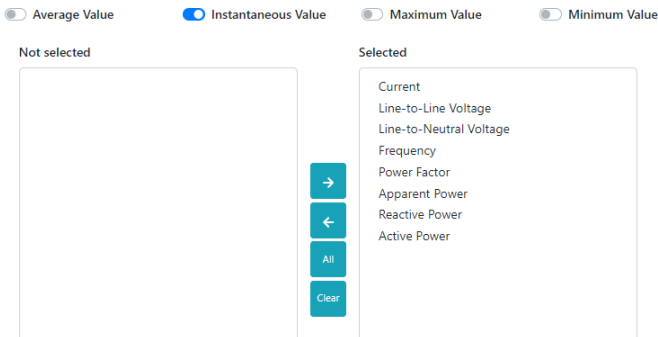 Average Value
Instantaneous Value
Maximum Value
Minimum Value
Not selected
Selected
Current
Line-to-Line Voltage
Line-to-Neutral Voltage
Frequency
Power Factor
Apparent Power
Reactive Power
Active Power
All
Clear